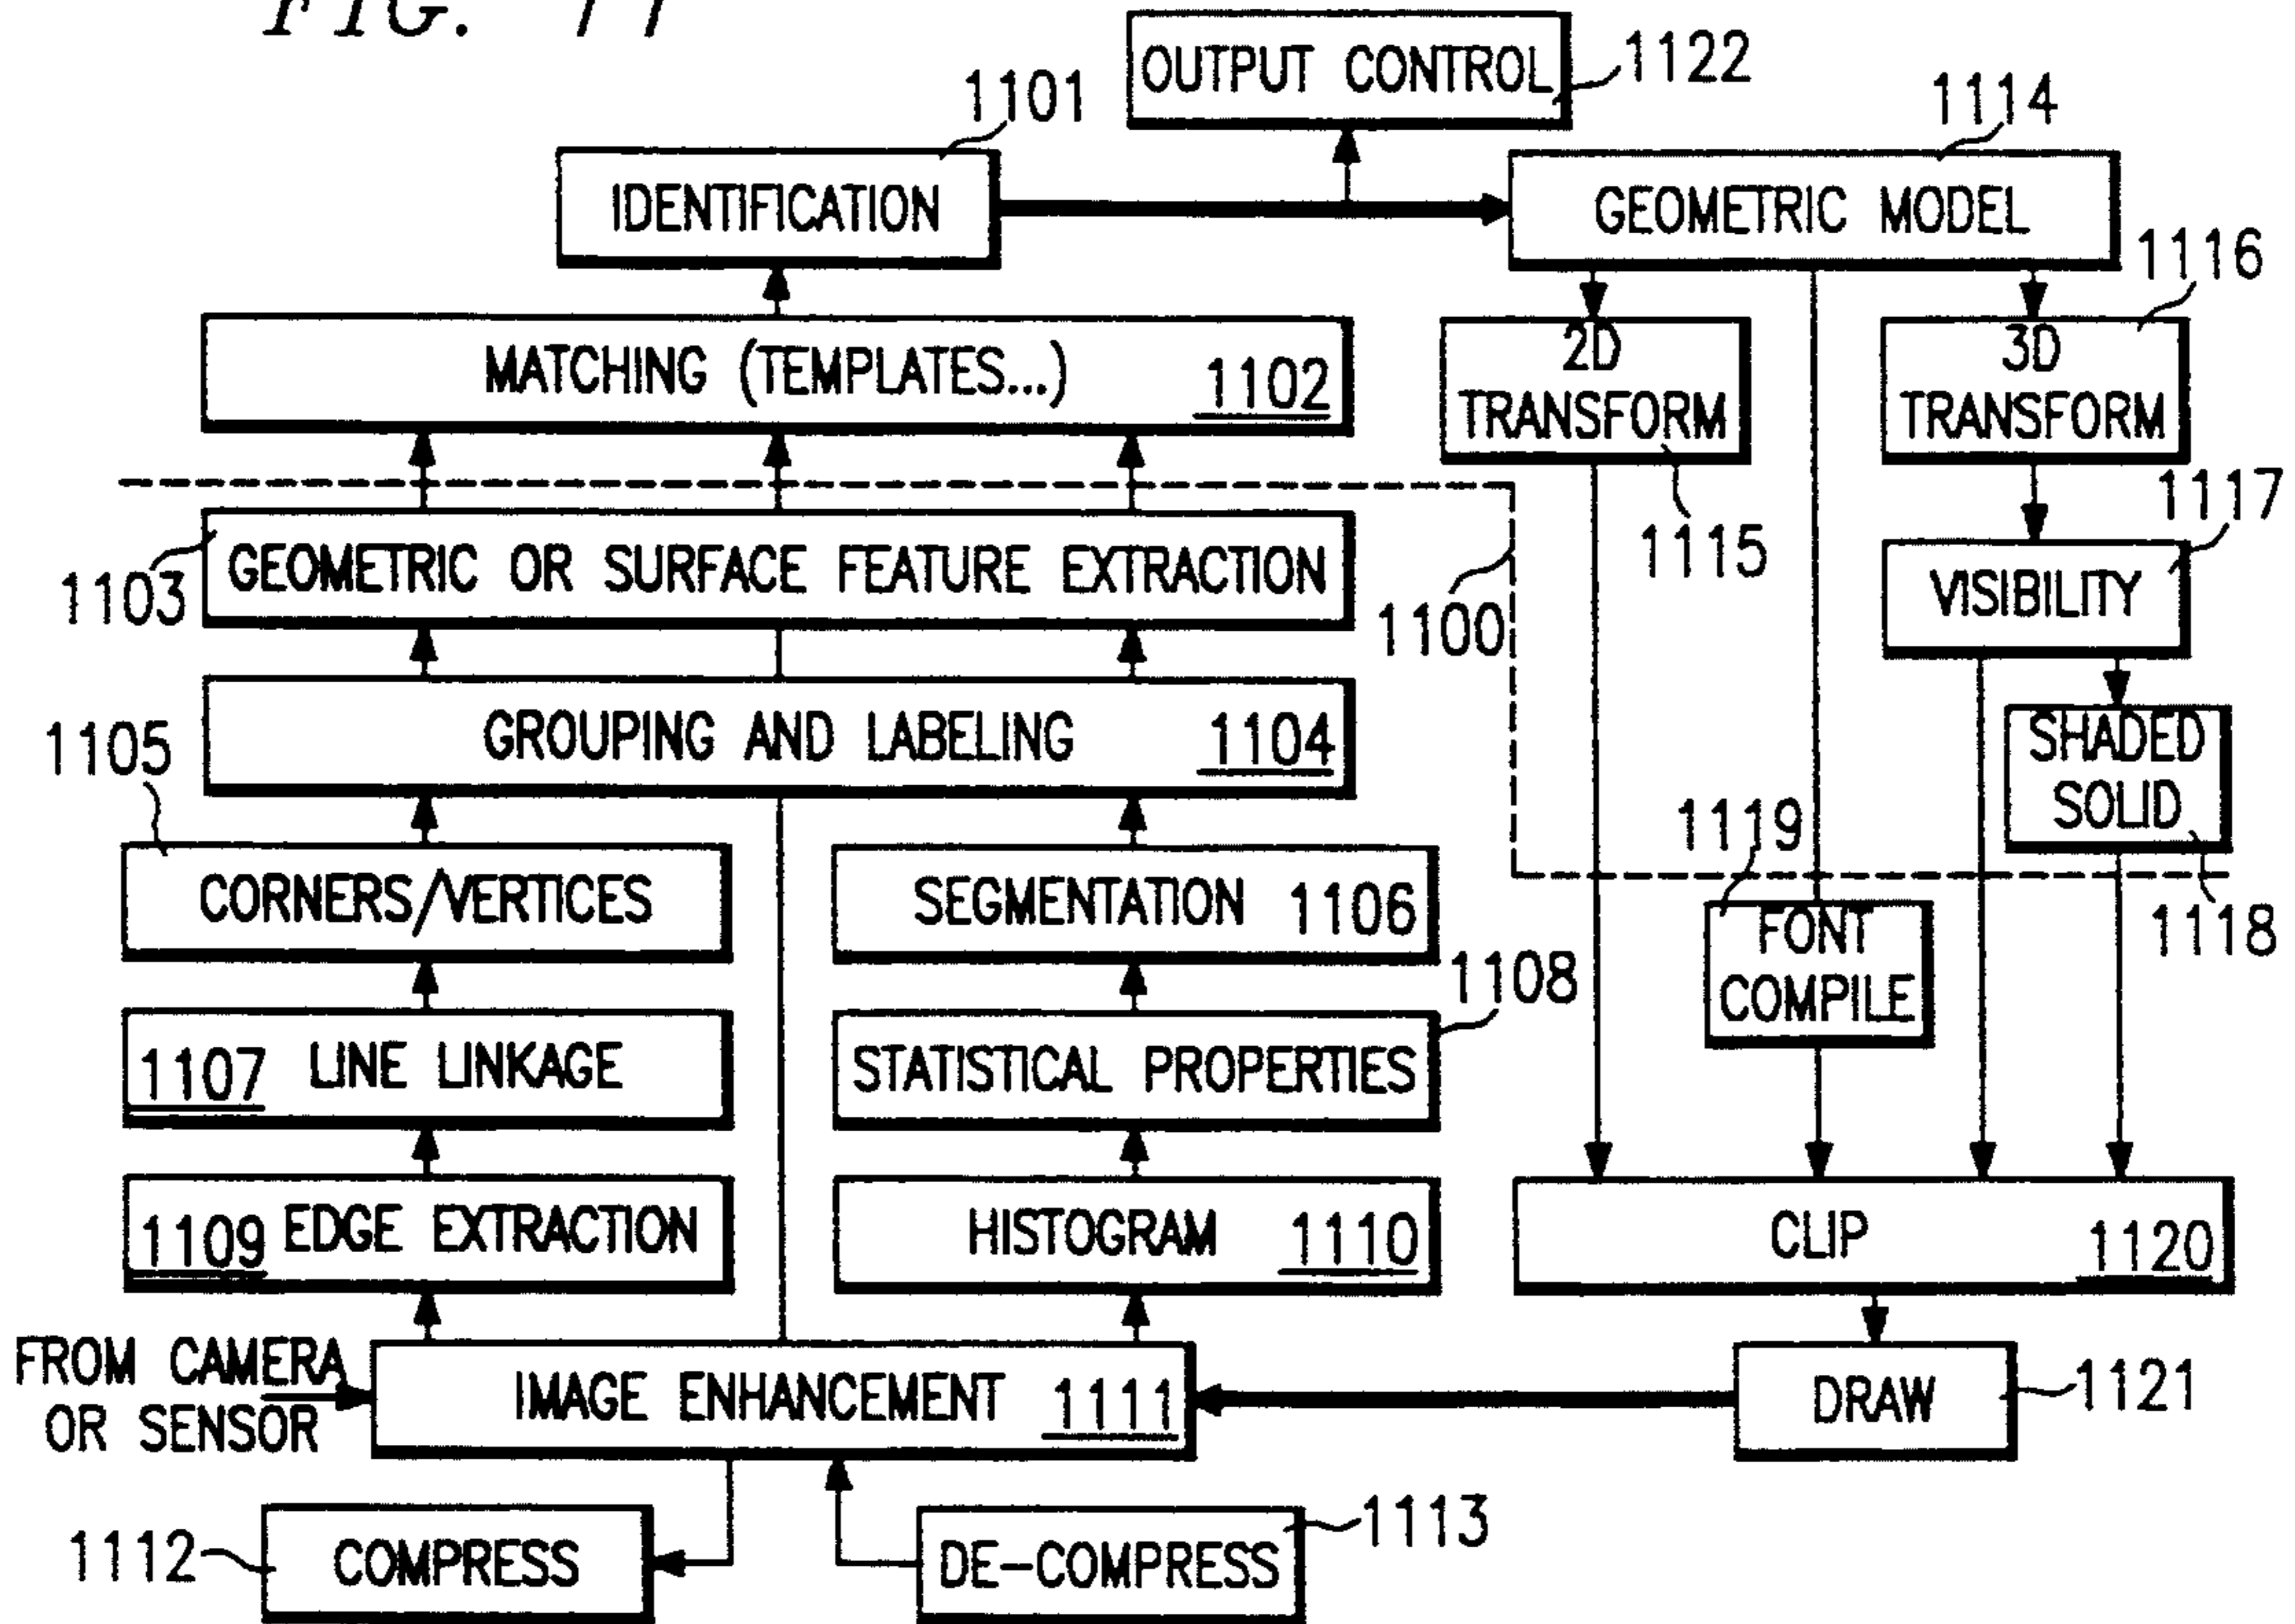 FIG. 11
OUTPUT CONTROL
1122
1101
1114
IDENTIFICATION
GEOMETRIC MODEL
1116
MATCHING (TEMPLATES...) 1102
2D
TRANSFORM
1115
3D
TRANSFORM
1117
1103
GEOMETRIC OR SURFACE FEATURE EXTRACTION
1100
VISIBILITY
GROUPING AND LABELING 1104
SHADED
SOLID
1118
1105
CORNERS/VERTICES
SEGMENTATION 1106
1119
FONT
COMPILE
1108
1107 LINE LINKAGE
STATISTICAL PROPERTIES
1109 EDGE EXTRACTION
HISTOGRAM 1110
CLIP 1120
FROM CAMERA
OR SENSOR
IMAGE ENHANCEMENT 1111
DRAW
1121
1112
COMPRESS
DE-COMPRESS
1113